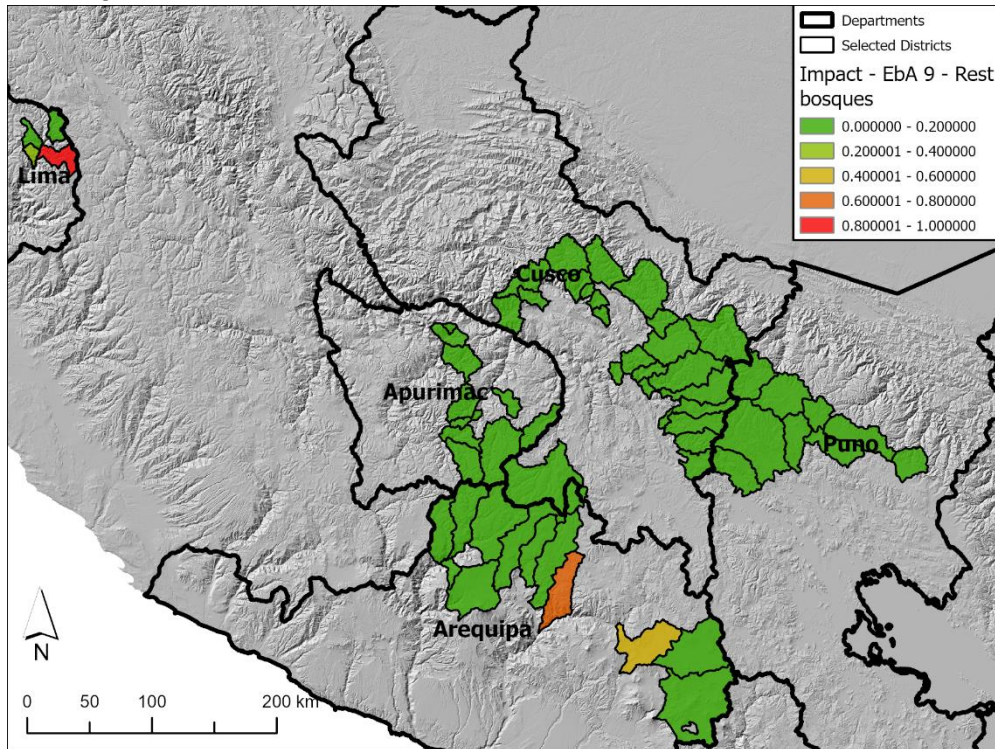 Departments
Selected Districts
Impact - EbA 9 - Rest
bosques
0.000000 - 0.200000
0.200001 - 0.400000
0.400001 - 0.600000
0.600001 - 0.800000
0.800001 - 1.000000
Lima
Cusco
Apurimac
Puno
Arequipa
N
0 50 100 200 km